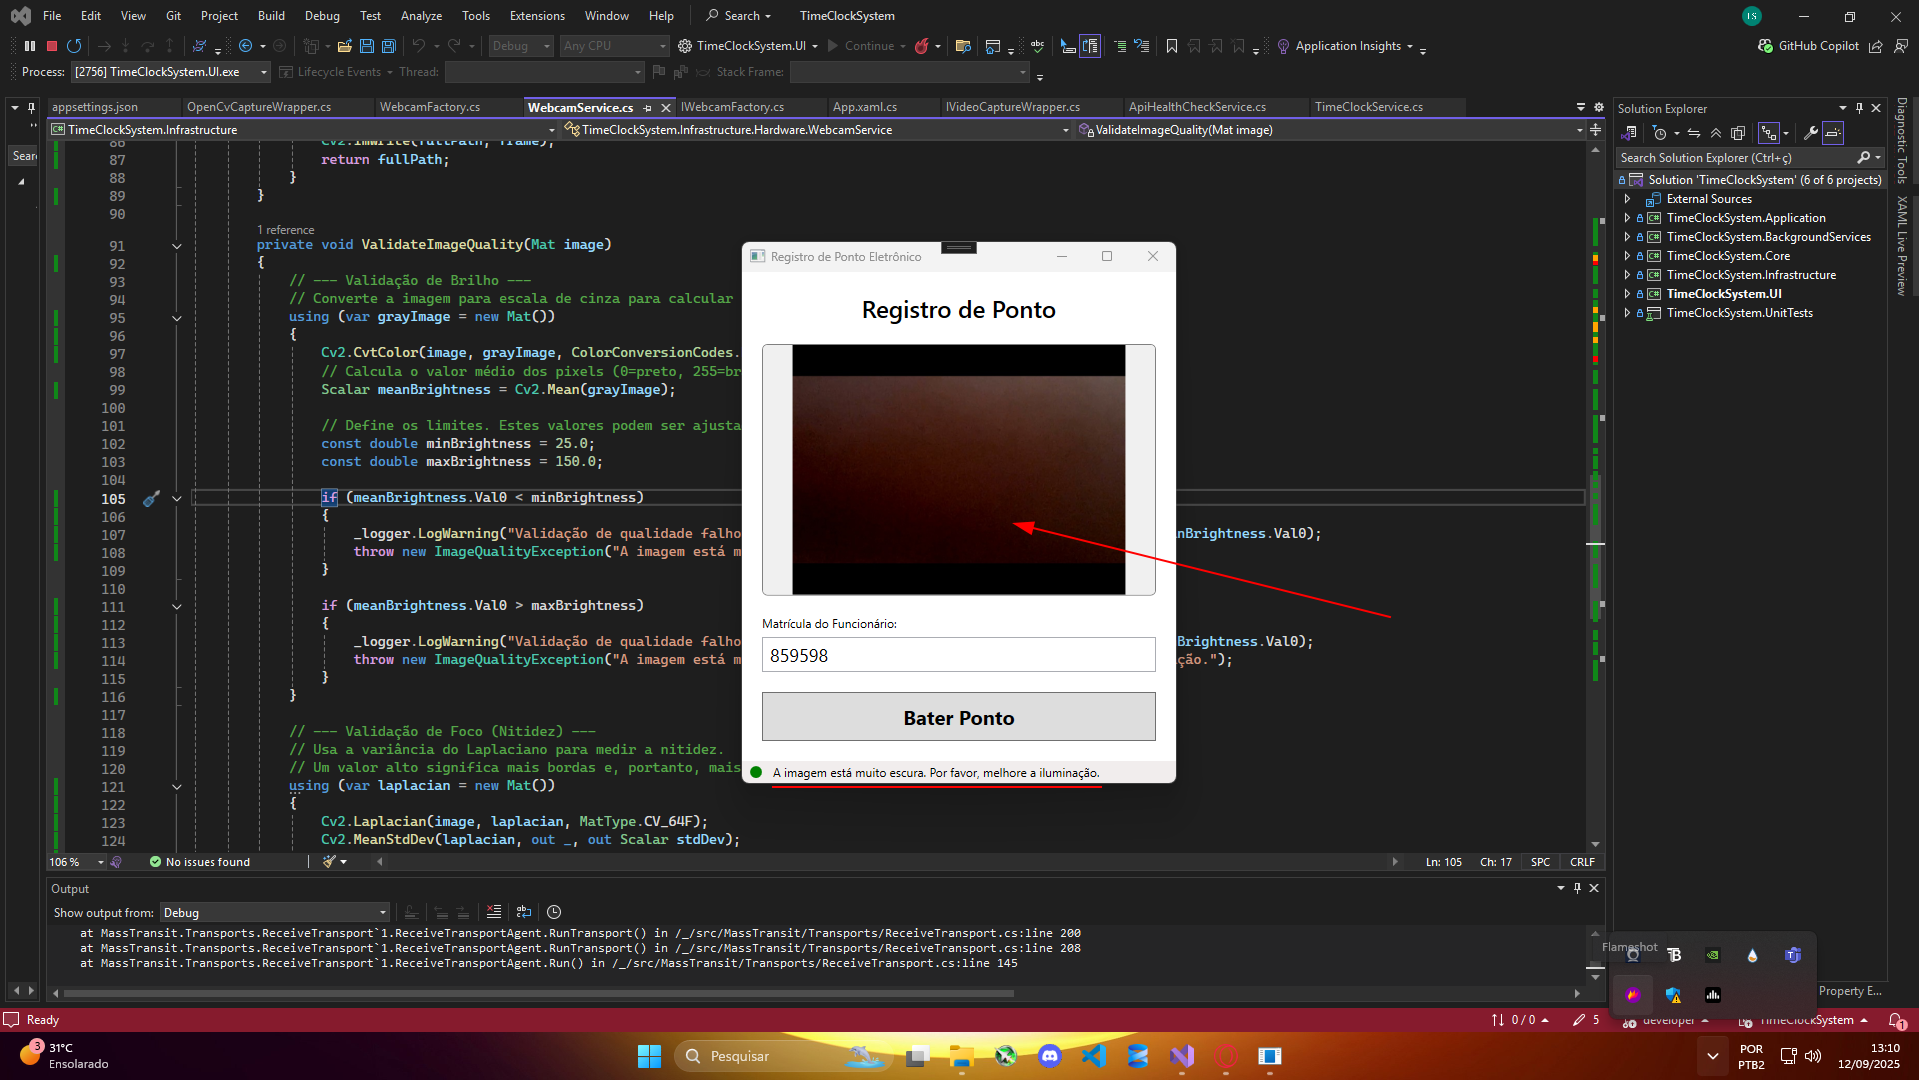 File Edit View Git Project Build Debug Test Analyze Tools Extensions Window Help Search TimeClockSystem IS
Debug Any CPU TimeClockSystem.UI Continue Application Insights GitHub Copilot
Process: [2756] TimeClockSystem.UI.exe Lifecycle Events Thread: Stack Frame:
appsettings.json OpenCvCaptureWrapper.cs WebcamFactory.cs WebcamService.cs IWebcamFactory.cs App.xaml.cs IVideoCaptureWrapper.cs ApiHealthCheckService.cs TimeClockService.cs
TimeClockSystem.Infrastructure TimeClockSystem.Infrastructure.Hardware.WebcamService ValidateImageQuality(Mat image)
Sear
86 Cv2.ImWrite(fullPath, frame);
87 return fullPath;
88 }
89 }
90
1 reference
91 private void ValidateImageQuality(Mat image)
92 {
93 // --- Validação de Brilho ---
94 // Converte a imagem para escala de cinza para calcular
95 using (var grayImage = new Mat())
96 {
97 Cv2.CvtColor(image, grayImage, ColorConversionCodes.
98 // Calcula o valor médio dos pixels (0=preto, 255=br
99 Scalar meanBrightness = Cv2.Mean(grayImage);
100
101 // Define os limites. Estes valores podem ser ajusta
102 const double minBrightness = 25.0;
103 const double maxBrightness = 150.0;
104
105 if (meanBrightness.Val0 < minBrightness)
106 {
107 _logger.LogWarning("Validação de qualidade falho nBrightness.Val0);
108 throw new ImageQualityException("A imagem está m
109 }
110
111 if (meanBrightness.Val0 > maxBrightness)
112 {
113 _logger.LogWarning("Validação de qualidade falho Brightness.Val0);
114 throw new ImageQualityException("A imagem está m ção.");
115 }
116 }
117
118 // --- Validação de Foco (Nitidez) ---
119 // Usa a variância do Laplaciano para medir a nitidez.
120 // Um valor alto significa mais bordas e, portanto, mais
121 using (var laplacian = new Mat())
122 {
123 Cv2.Laplacian(image, laplacian, MatType.CV_64F);
124 Cv2.MeanStdDev(laplacian, out _, out Scalar stdDev);
106 % No issues found Ln: 105 Ch: 17 SPC CRLF
Registro de Ponto Eletrônico
Registro de Ponto
Matrícula do Funcionário:
859598
Bater Ponto
A imagem está muito escura. Por favor, melhore a iluminação.
Output
Show output from: Debug
at MassTransit.Transports.ReceiveTransport`1.ReceiveTransportAgent.RunTransport() in /_/src/MassTransit/Transports/ReceiveTransport.cs:line 200
at MassTransit.Transports.ReceiveTransport`1.ReceiveTransportAgent.RunTransport() in /_/src/MassTransit/Transports/ReceiveTransport.cs:line 208
at MassTransit.Transports.ReceiveTransport`1.ReceiveTransportAgent.Run() in /_/src/MassTransit/Transports/ReceiveTransport.cs:line 145
Solution Explorer
Search Solution Explorer (Ctrl+ç)
Solution 'TimeClockSystem' (6 of 6 projects)
External Sources
TimeClockSystem.Application
TimeClockSystem.BackgroundServices
TimeClockSystem.Core
TimeClockSystem.Infrastructure
TimeClockSystem.UI
TimeClockSystem.UnitTests
Diagnostic Tools
XAML Live Preview
Flameshot
Property E...
Ready 0 / 0 5 developer TimeClockSystem 1
3 31°C
Ensolarado
Pesquisar
POR
PTB2
13:10
12/09/2025